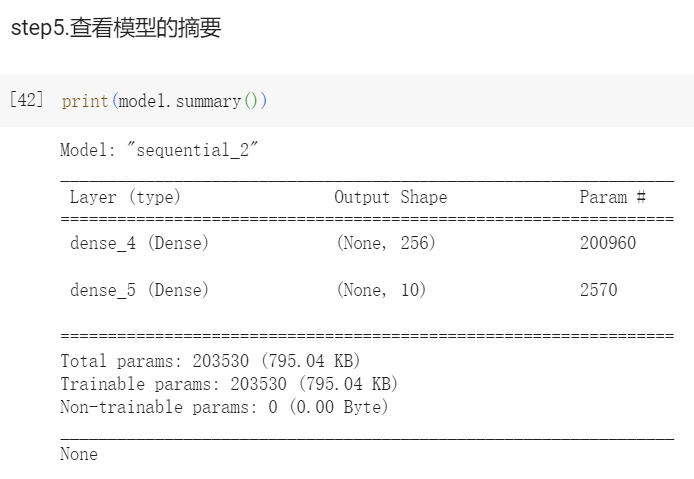 step5.查看模型的摘要
[42] print(model.summary())
Model: "sequential_2"
_________________________________________________________________
Layer (type) Output Shape Param #
=================================================================
dense_4 (Dense) (None, 256) 200960
dense_5 (Dense) (None, 10) 2570
=================================================================
Total params: 203530 (795.04 KB)
Trainable params: 203530 (795.04 KB)
Non-trainable params: 0 (0.00 Byte)
_________________________________________________________________
None